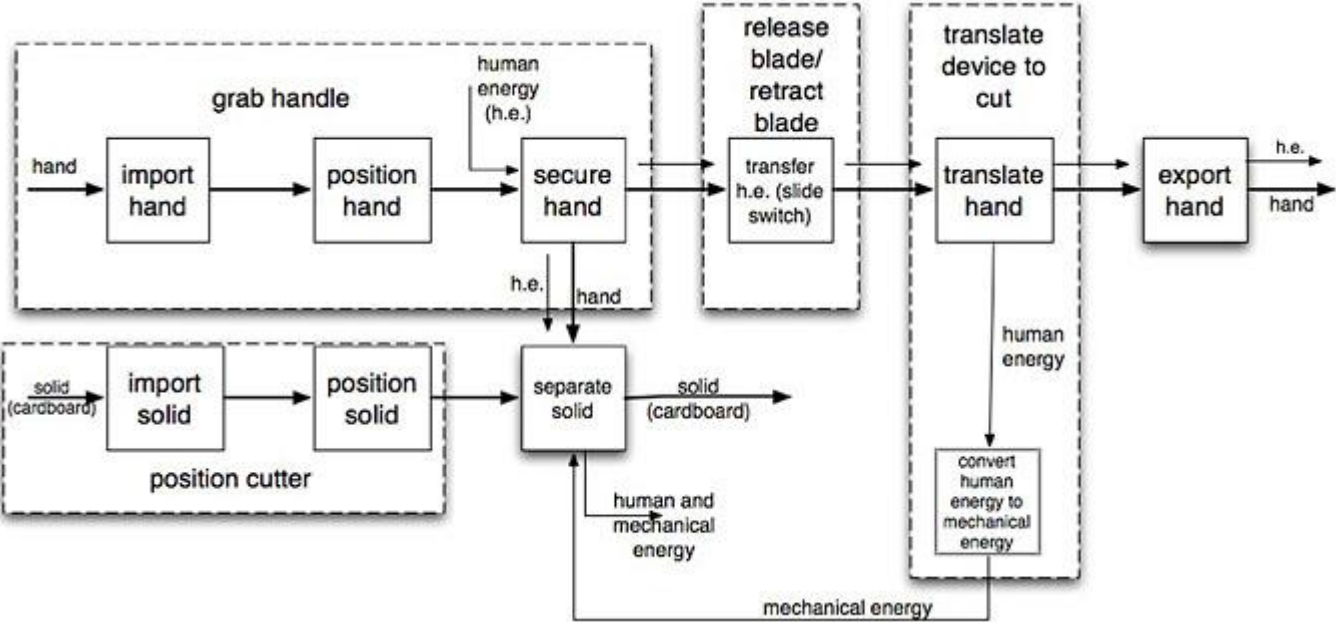 grab handle
human
energy
(h.e.)
release
blade/
retract
blade
translate
device to
cut
hand
import
hand
position
hand
secure
hand
transfer
h.e. (slide
switch)
translate
hand
export
hand
h.e.
hand
h.e.
hand
human
energy
solid
(cardboard)
import
solid
position
solid
separate
solid
solid
(cardboard)
position cutter
human and
mechanical
energy
convert
human
energy to
mechanical
energy
mechanical energy